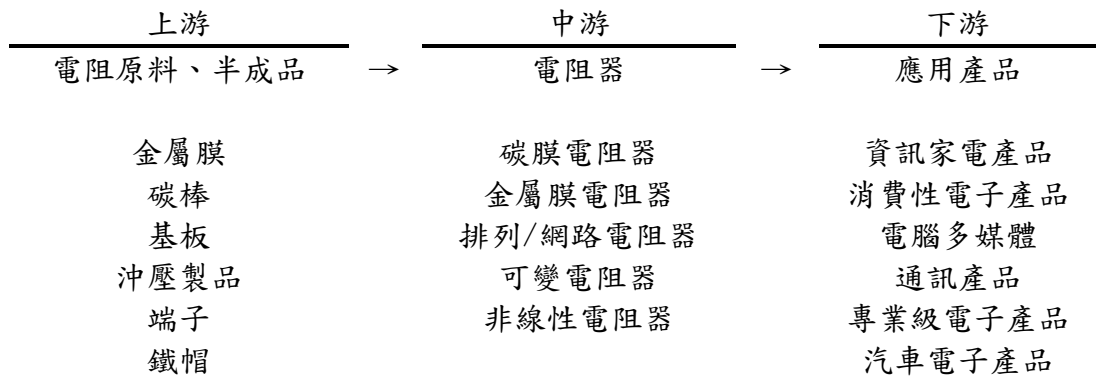 上游 中游 下游
電阻原料、半成品 → 電阻器 → 應用產品
金屬膜 碳膜電阻器 資訊家電產品
碳棒 金屬膜電阻器 消費性電子產品
基板 排列/網路電阻器 電腦多媒體
沖壓製品 可變電阻器 通訊產品
端子 非線性電阻器 專業級電子產品
鐵帽 汽車電子產品